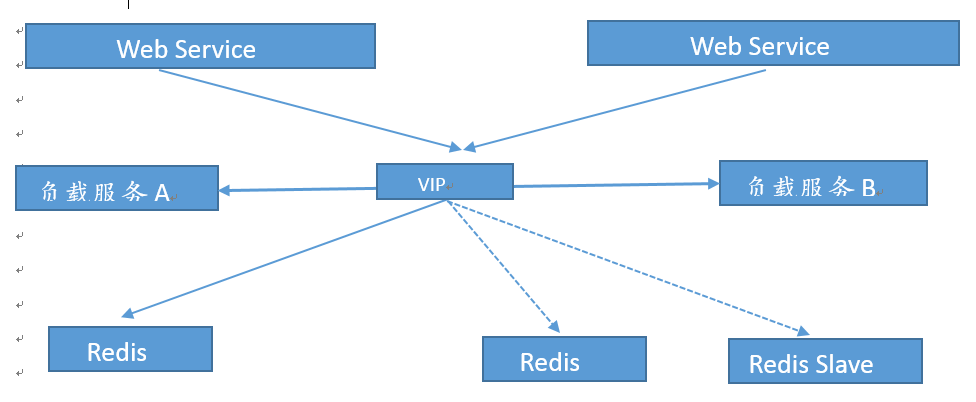 Web Service
Web Service
负载服务 A
VIP
负载服务 B
Redis
Redis
Redis Slave